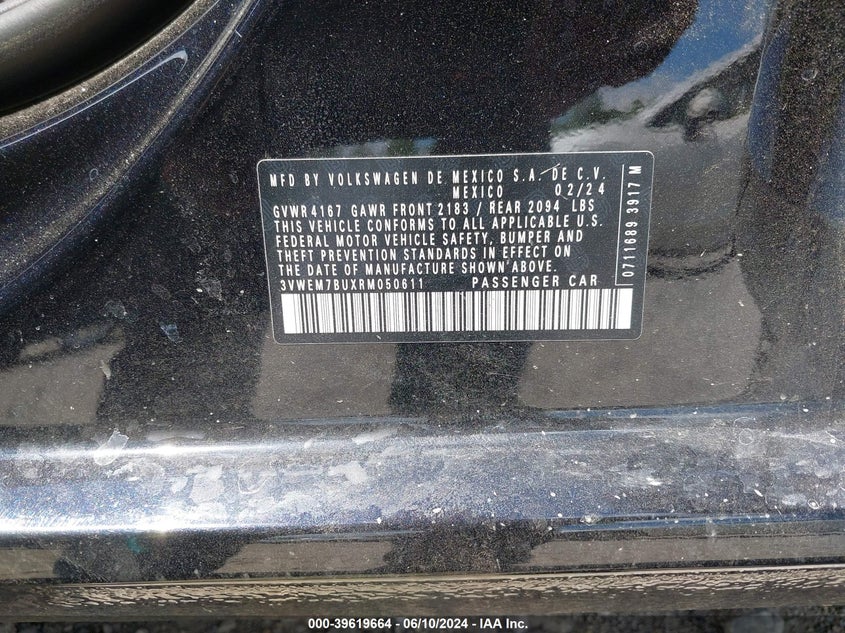 MFD BY VOLKSWAGEN DE MEXICO S.A. DE C.V.
MEXICO 02/24
GVWR 4167 GAWR FRONT 2183 / REAR 2094 LBS
THIS VEHICLE CONFORMS TO ALL APPLICABLE U.S.
FEDERAL MOTOR VEHICLE SAFETY, BUMPER AND
THEFT PREVENTION STANDARDS IN EFFECT ON
THE DATE OF MANUFACTURE SHOWN ABOVE.
3VWEM7BUXRM050611 PASSENGER CAR
0711689 3917 M
000-39619664 - 06/10/2024 - IAA Inc.